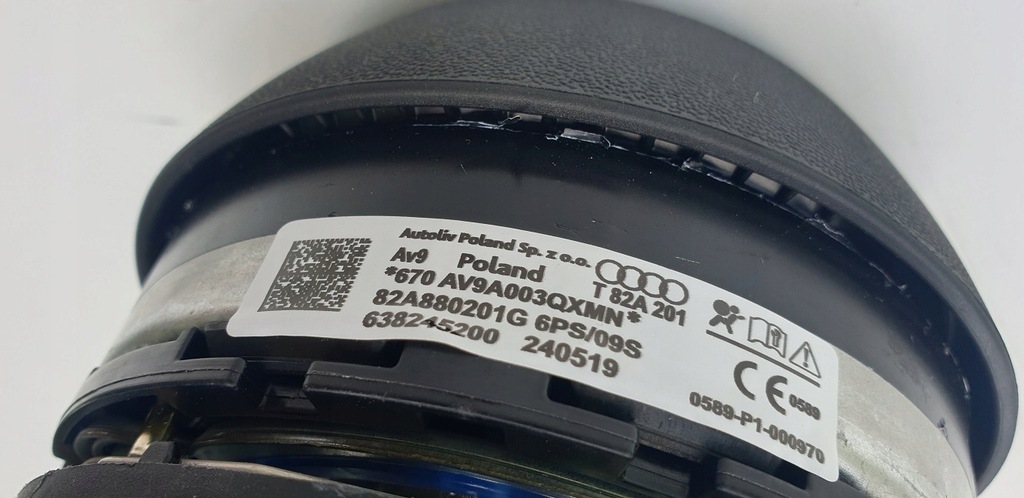 Autoliv Poland Sp. z o.o.
Av9 Poland
T 82A 201
*670 AV9A003QXMN*
82A880201G 6PS/09S
638245200 240519
CE 0589
0589-P1-000970